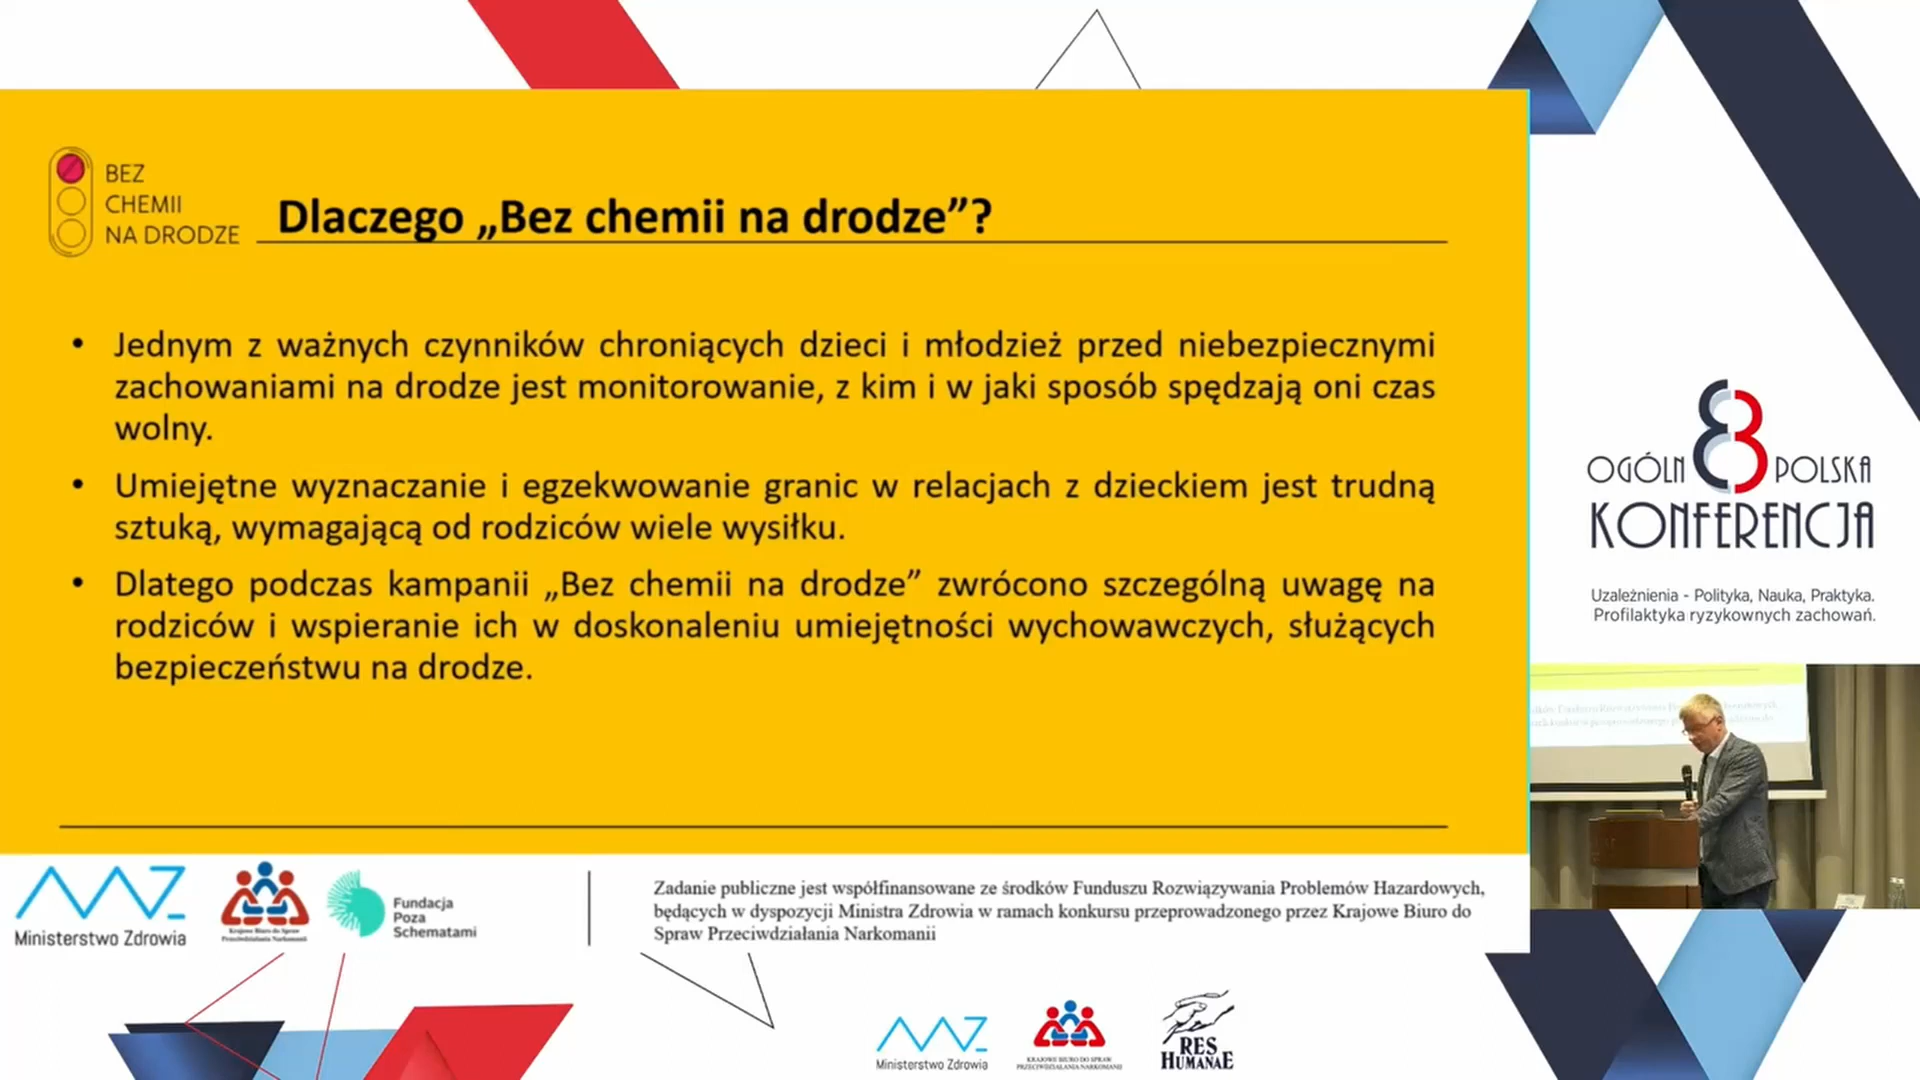 BEZ
CHEMII
NA DRODZE
Dlaczego „Bez chemii na drodze”?
• Jednym z ważnych czynników chroniących dzieci i młodzież przed niebezpiecznymi
zachowaniami na drodze jest monitorowanie, z kim i w jaki sposób spędzają oni czas
wolny.
• Umiejętne wyznaczanie i egzekwowanie granic w relacjach z dzieckiem jest trudną
sztuką, wymagającą od rodziców wiele wysiłku.
• Dlatego podczas kampanii „Bez chemii na drodze” zwrócono szczególną uwagę na
rodziców i wspieranie ich w doskonaleniu umiejętności wychowawczych, służących
bezpieczeństwu na drodze.
Ministerstwo Zdrowia
Krajowe Biuro do Spraw
Przeciwdziałania Narkomanii
Fundacja
Poza
Schematami
Zadanie publiczne jest współfinansowane ze środków Funduszu Rozwiązywania Problemów Hazardowych,
będących w dyspozycji Ministra Zdrowia w ramach konkursu przeprowadzonego przez Krajowe Biuro do
Spraw Przeciwdziałania Narkomanii
OGÓLN 8 POLSKA
KONFERENCJA
Uzależnienia - Polityka, Nauka, Praktyka.
Profilaktyka ryzykownych zachowań.
Ministerstwo Zdrowia
KRAJOWE BIURO DO SPRAW
PRZECIWDZIAŁANIA NARKOMANII
RES
HUMANAE